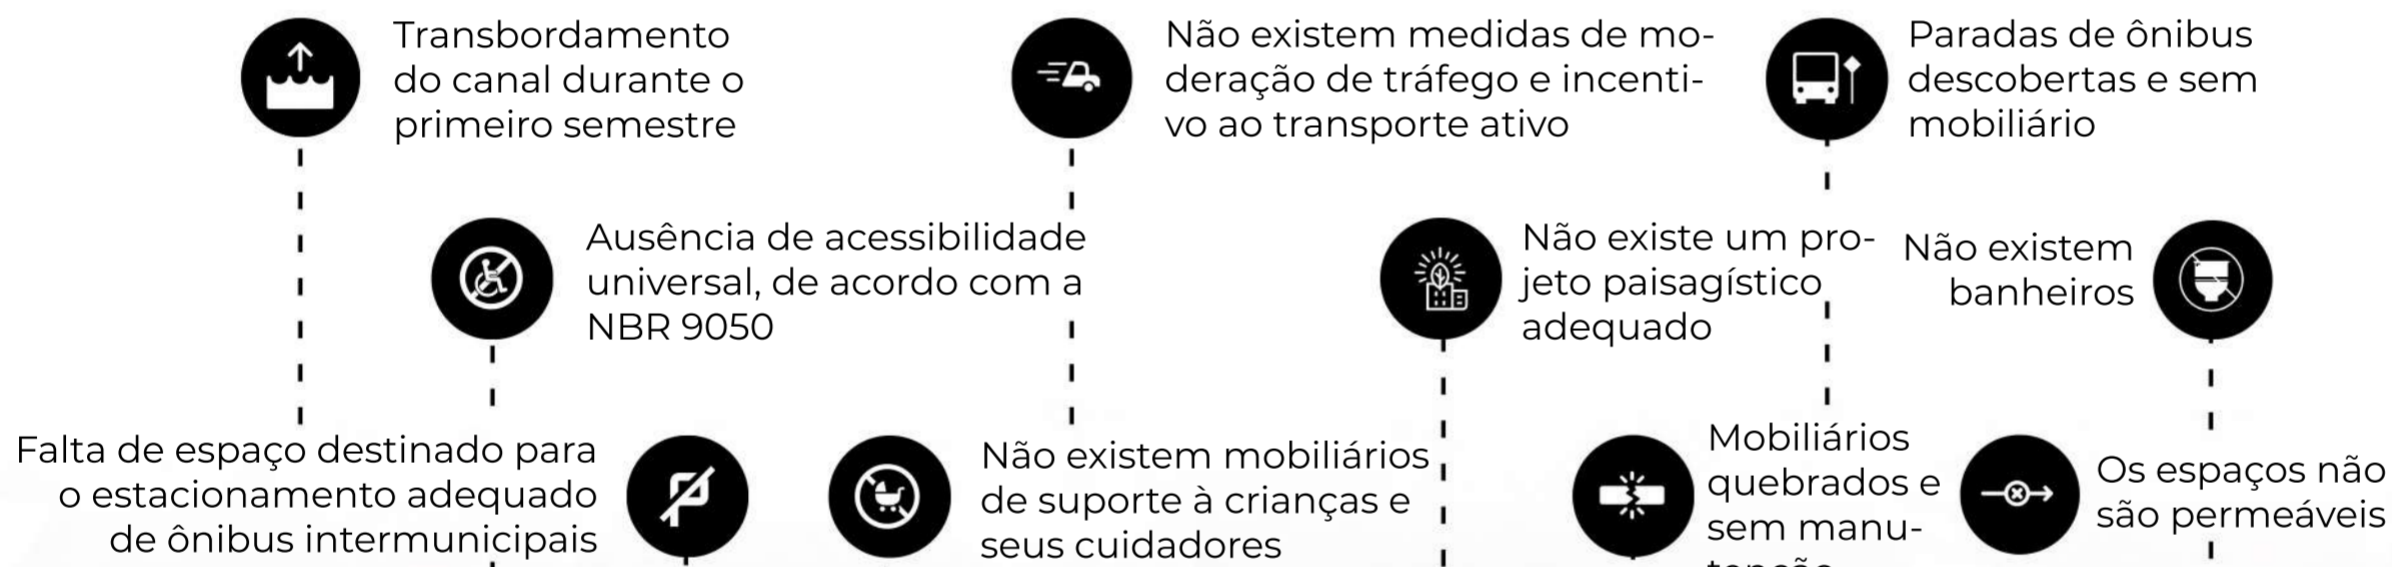 Transbordamento
do canal durante o
primeiro semestre
Não existem medidas de mo-
deração de tráfego e incenti-
vo ao transporte ativo
Paradas de ônibus
descobertas e sem
mobiliário
Ausência de acessibilidade
universal, de acordo com a
NBR 9050
Não existe um pro-
jeto paisagístico
adequado
Não existem
banheiros
Falta de espaço destinado para
o estacionamento adequado
de ônibus intermunicipais
Não existem mobiliários
de suporte à crianças e
seus cuidadores
Mobiliários
quebrados e
sem manu-
Os espaços não
são permeáveis